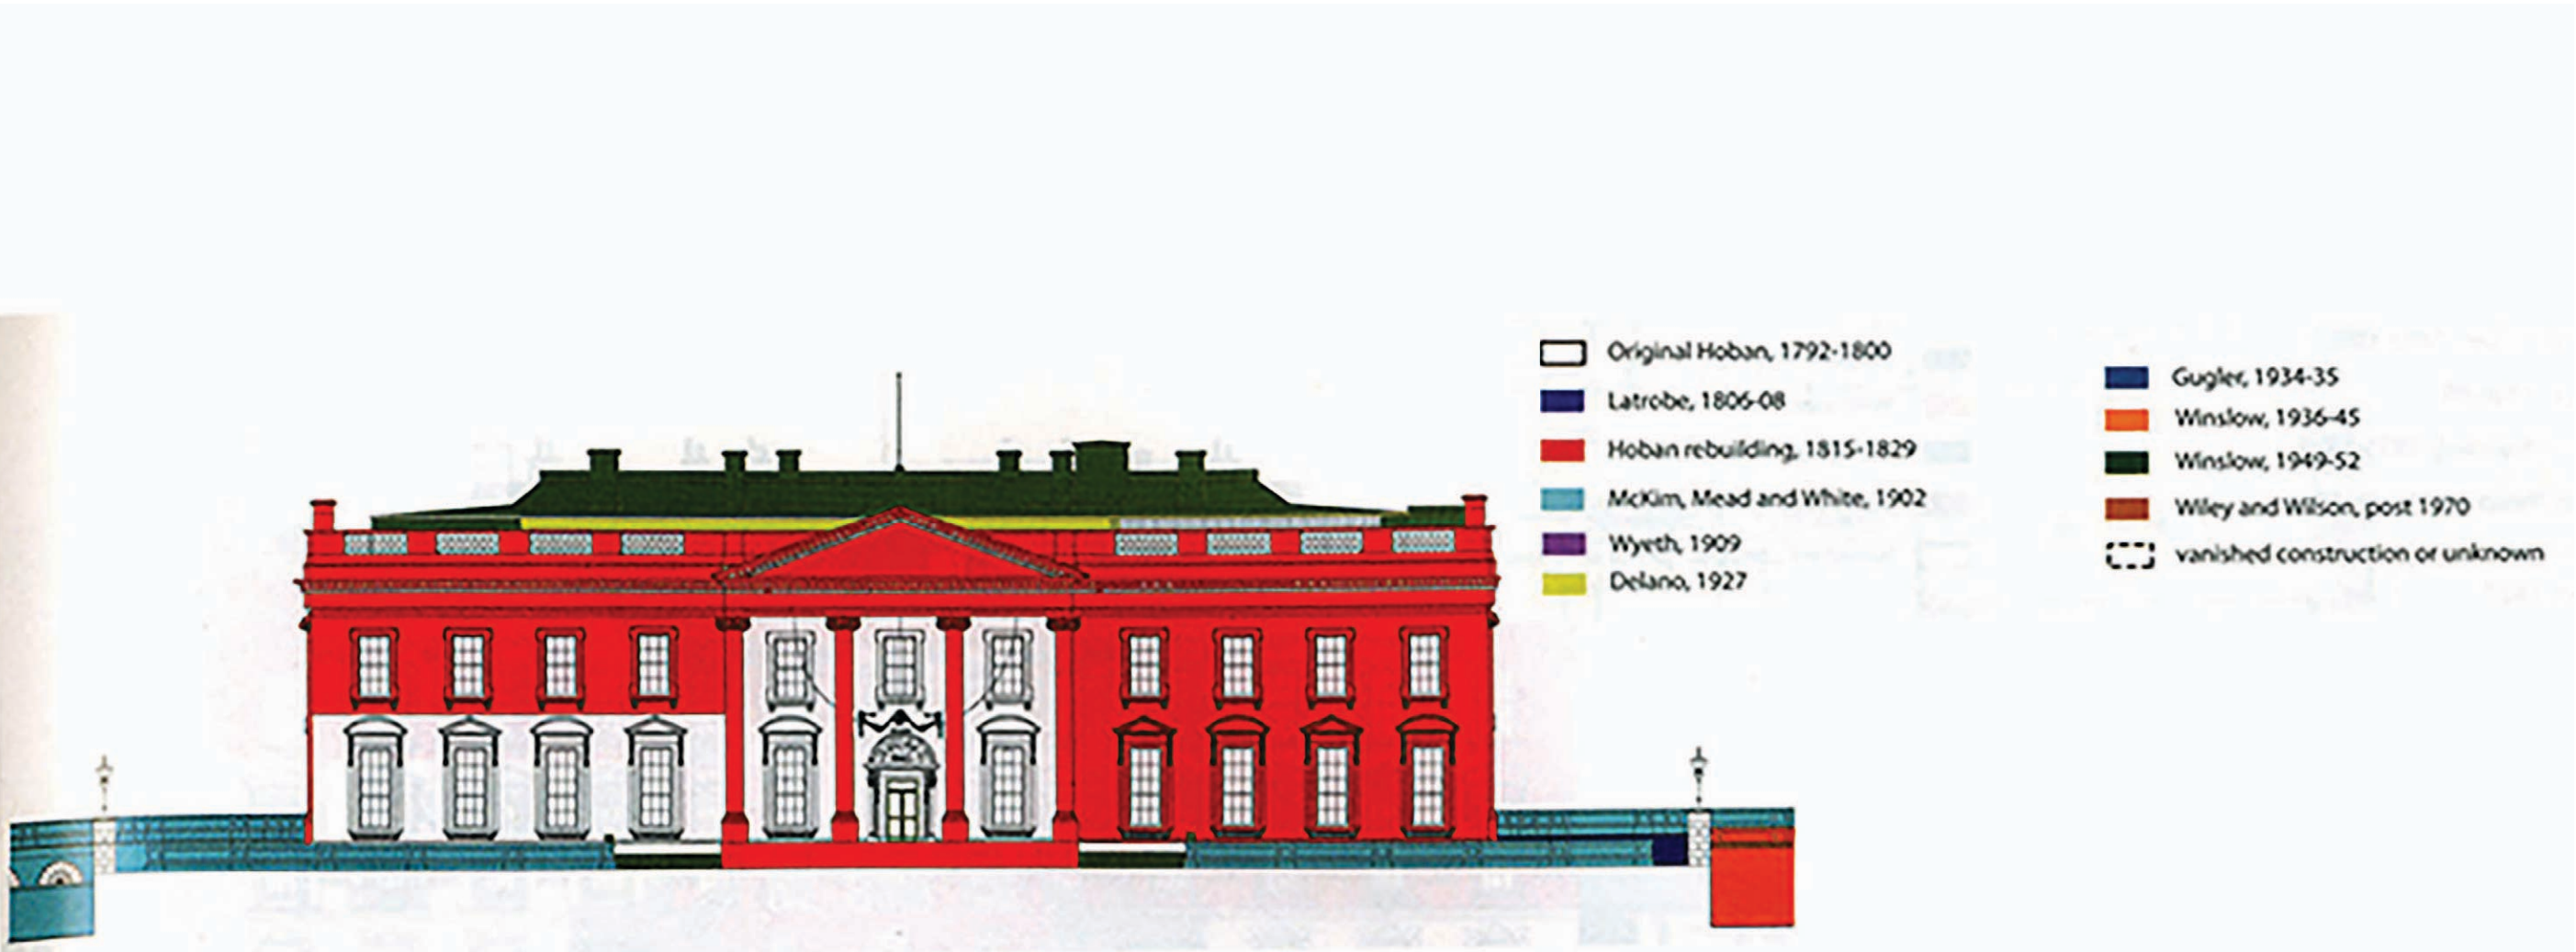 Original Hoban, 1792-1800
Latrobe, 1806-08
Hoban rebuilding, 1815-1829
McKim, Mead and White, 1902
Wyeth, 1909
Delano, 1927
Gugler, 1934-35
Winslow, 1936-45
Winslow, 1949-52
Wiley and Wilson, post 1970
vanished construction or unknown